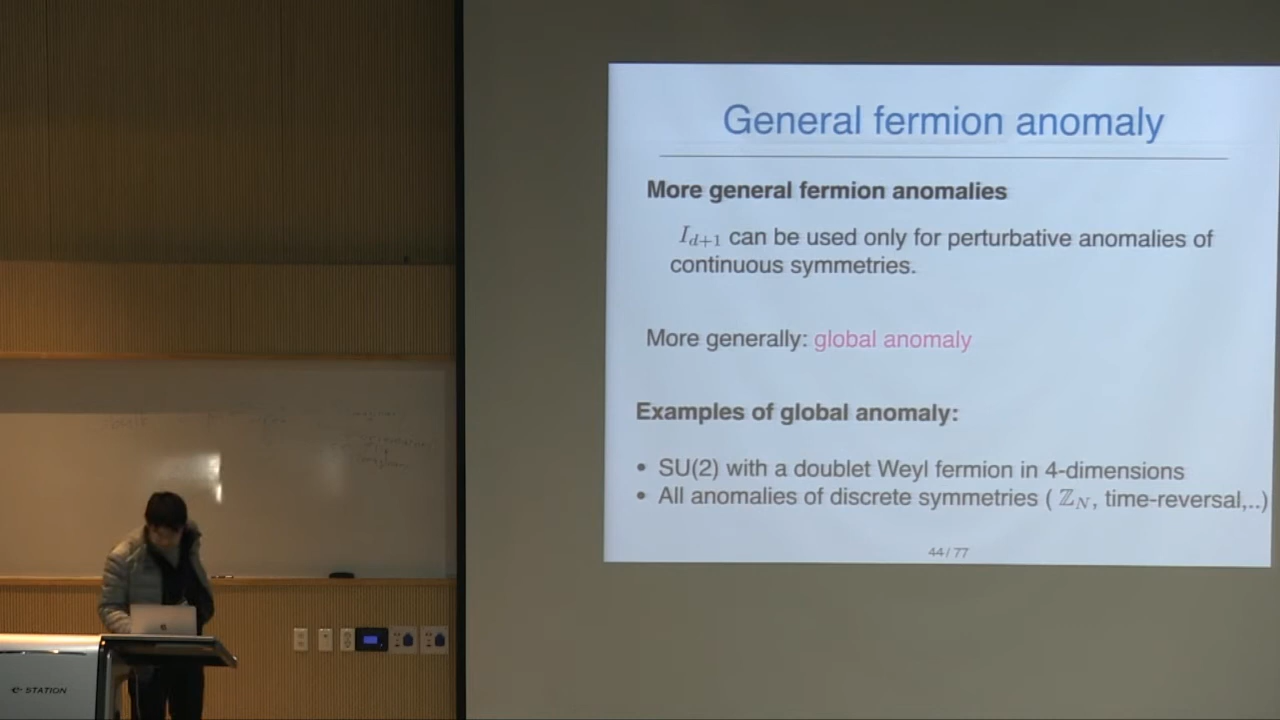 General fermion anomaly
More general fermion anomalies
I_{d+1} can be used only for perturbative anomalies of
continuous symmetries.
More generally: global anomaly
Examples of global anomaly:
• SU(2) with a doublet Weyl fermion in 4-dimensions
• All anomalies of discrete symmetries ( ℤ_N, time-reversal,..)
44 / 77
e- STATION